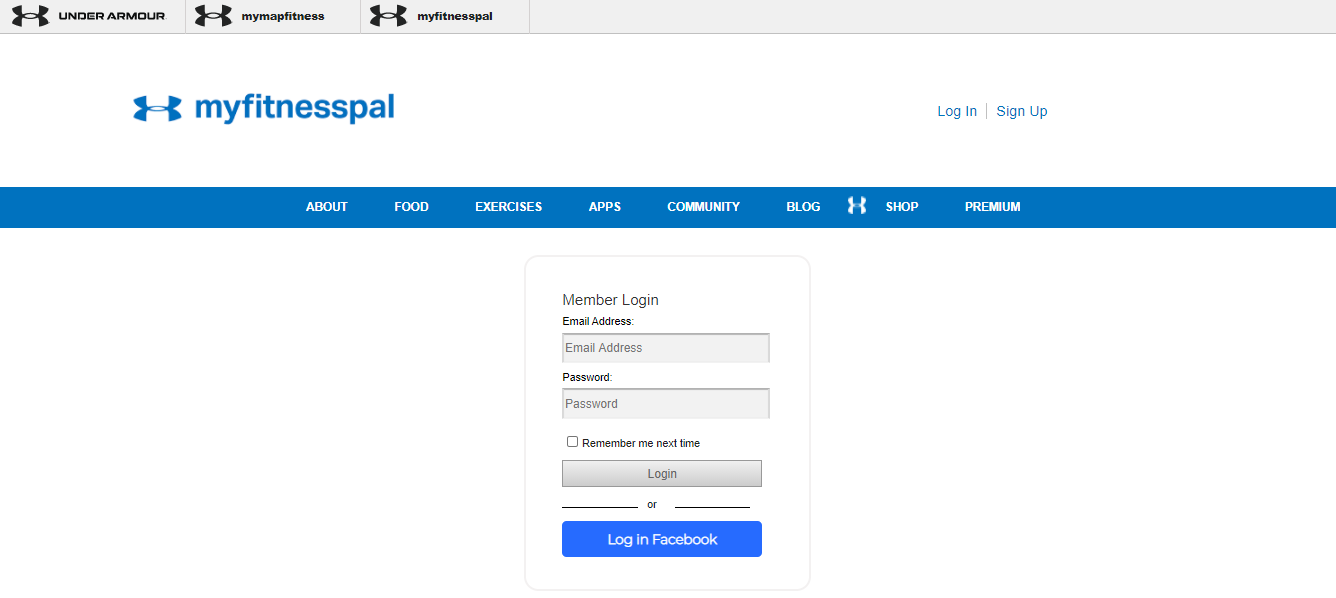 UNDER ARMOUR mymapfitness myfitnesspal
myfitnesspal
Log In Sign Up
ABOUT FOOD EXERCISES APPS COMMUNITY BLOG SHOP PREMIUM
Member Login
Email Address:
Email Address
Password:
Password
Remember me next time
Login
or
Log in Facebook